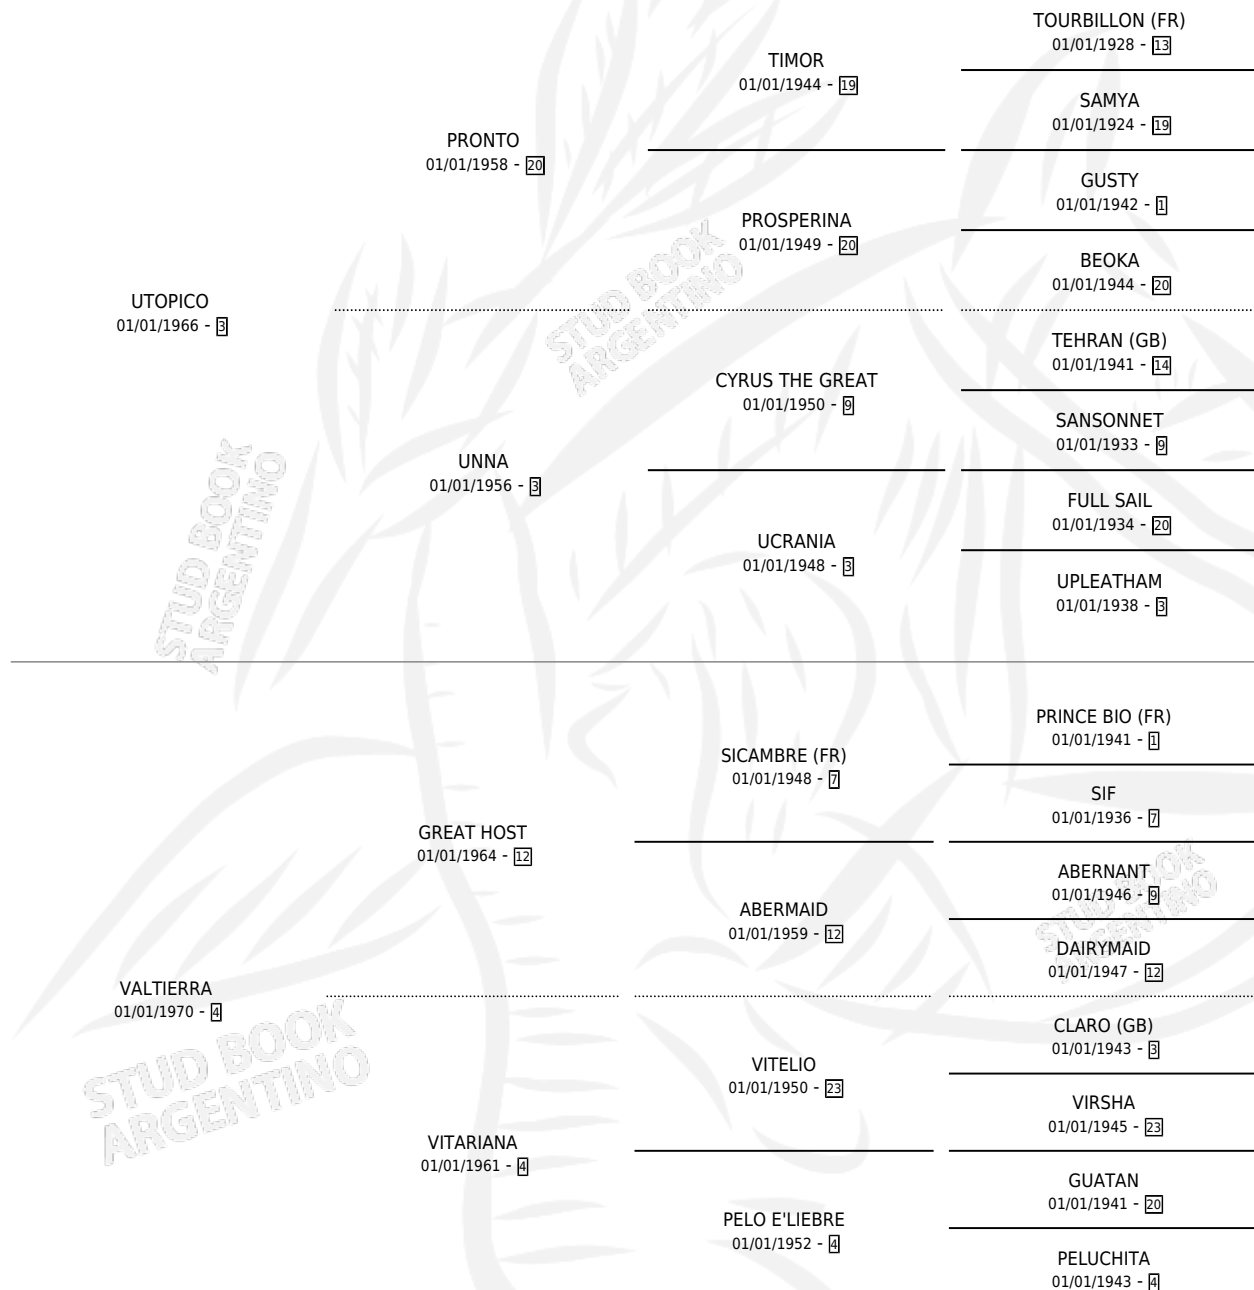 TOURBILLON (FR)
01/01/1928 - 13
TIMOR
01/01/1944 - 19
SAMYA
01/01/1924 - 19
PRONTO
01/01/1958 - 20
GUSTY
01/01/1942 - 1
PROSPERINA
01/01/1949 - 20
BEOKA
01/01/1944 - 20
UTOPICO
01/01/1966 - 3
STUD BOOK
ARGENTINO
TEHRAN (GB)
01/01/1941 - 14
CYRUS THE GREAT
01/01/1950 - 9
SANSONNET
01/01/1933 - 9
UNNA
01/01/1956 - 3
FULL SAIL
01/01/1934 - 20
UCRANIA
01/01/1948 - 3
UPLEATHAM
01/01/1938 - 3
STUD BOOK
ARGENTINO
PRINCE BIO (FR)
01/01/1941 - 1
SICAMBRE (FR)
01/01/1948 - 7
SIF
01/01/1936 - 7
GREAT HOST
01/01/1964 - 12
ABERNANT
01/01/1946 - 9
STUD BOOK
ARGENTINO
ABERMAID
01/01/1959 - 12
DAIRYMAID
01/01/1947 - 12
VALTIERRA
01/01/1970 - 4
STUD BOOK
ARGENTINO
CLARO (GB)
01/01/1943 - 3
VITELIO
01/01/1950 - 23
VIRSHA
01/01/1945 - 23
VITARIANA
01/01/1961 - 4
GUATAN
01/01/1941 - 20
PELO E'LIEBRE
01/01/1952 - 4
PELUCHITA
01/01/1943 - 4